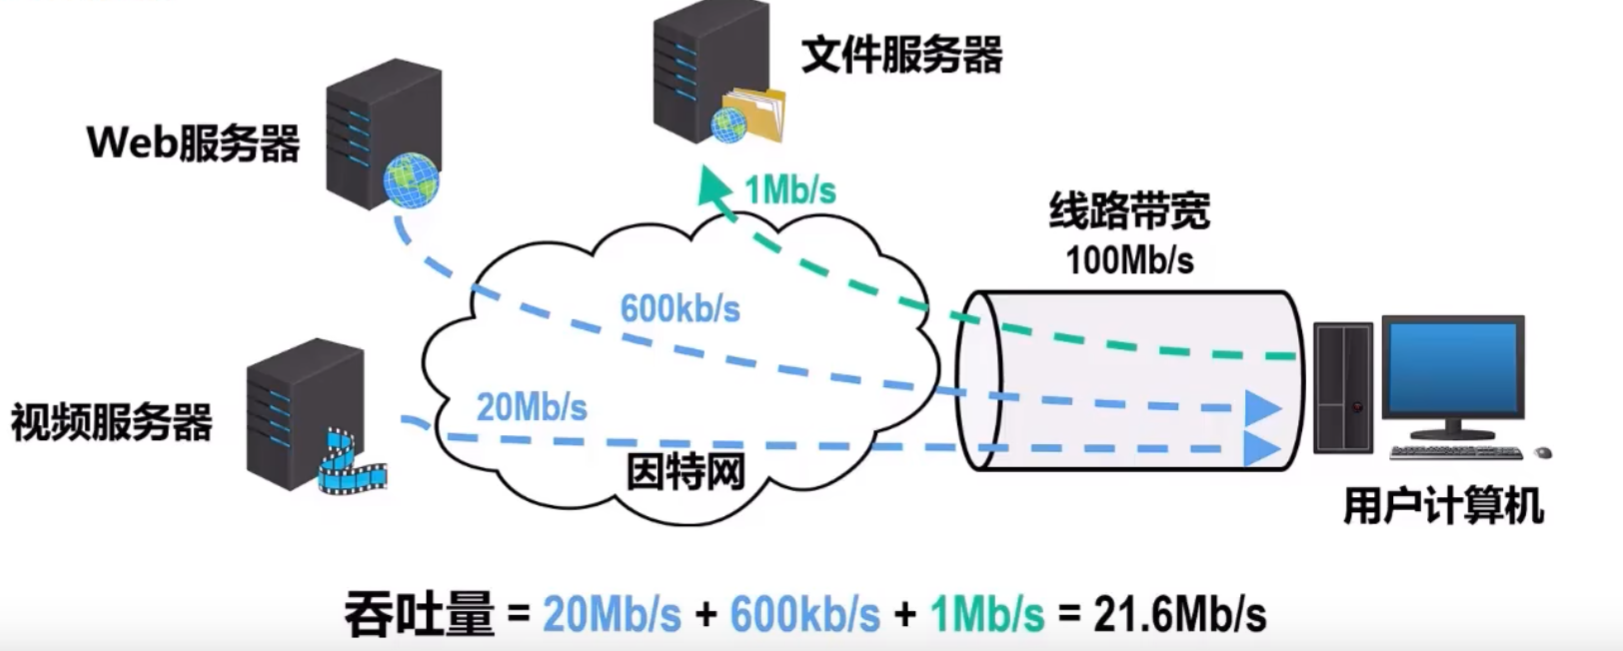 文件服务器
Web服务器
1Mb/s
线路带宽
100Mb/s
600kb/s
20Mb/s
视频服务器
因特网
用户计算机
吞吐量 = 20Mb/s + 600kb/s + 1Mb/s = 21.6Mb/s